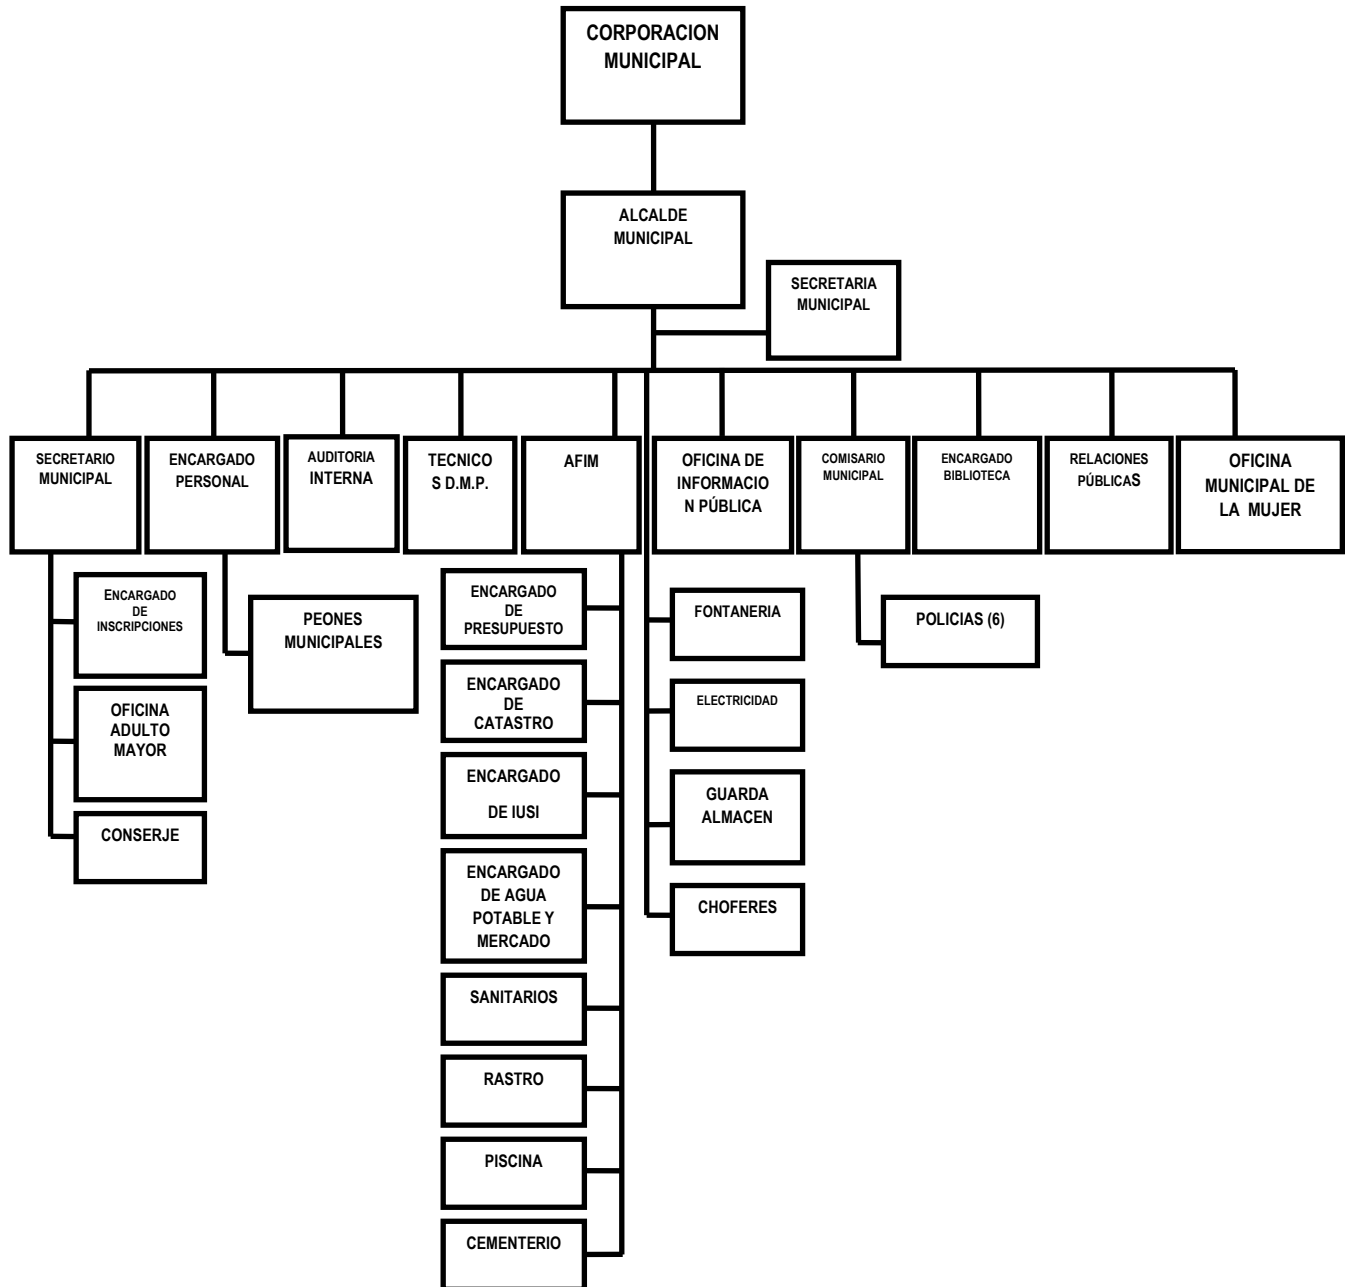 CORPORACION
MUNICIPAL
ALCALDE
MUNICIPAL
SECRETARIA
MUNICIPAL
SECRETARIO
MUNICIPAL
ENCARGADO
PERSONAL
AUDITORIA
INTERNA
TECNICO
S D.M.P.
AFIM
OFICINA DE
INFORMACIO
N PÚBLICA
COMISARIO
MUNICIPAL
ENCARGADO
BIBLIOTECA
RELACIONES
PÚBLICAS
OFICINA
MUNICIPAL DE
LA MUJER
ENCARGADO
DE
INSCRIPCIONES
OFICINA
ADULTO
MAYOR
CONSERJE
PEONES
MUNICIPALES
ENCARGADO
DE
PRESUPUESTO
ENCARGADO
DE
CATASTRO
ENCARGADO
DE IUSI
ENCARGADO
DE AGUA
POTABLE Y
MERCADO
SANITARIOS
RASTRO
PISCINA
CEMENTERIO
FONTANERIA
ELECTRICIDAD
GUARDA
ALMACEN
CHOFERES
POLICIAS (6)